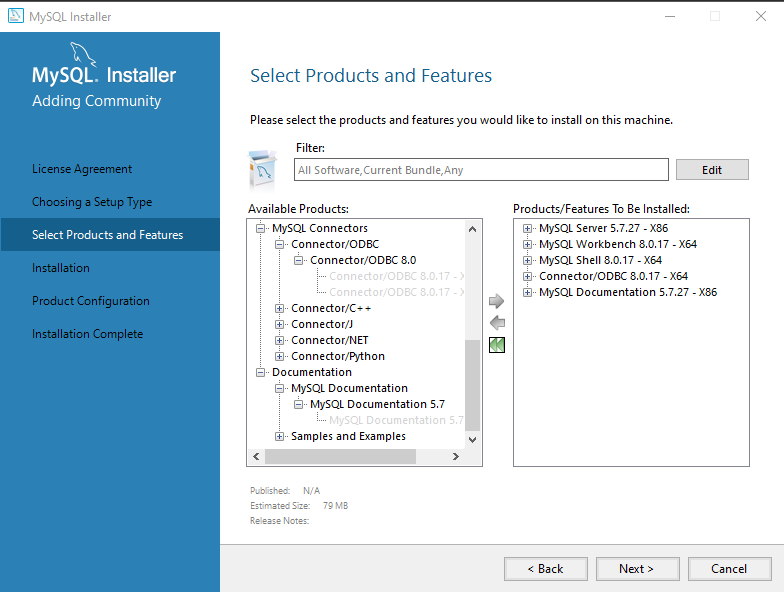 MySQL Installer
MySQL. Installer
Adding Community
License Agreement
Choosing a Setup Type
Select Products and Features
Installation
Product Configuration
Installation Complete
Select Products and Features
Please select the products and features you would like to install on this machine.
Filter:
All Software,Current Bundle,Any
Edit
Available Products:
MySQL Connectors
Connector/ODBC
Connector/ODBC 8.0
Connector/ODBC 8.0.17 -
Connector/ODBC 8.0.17 -
Connector/C++
Connector/J
Connector/NET
Connector/Python
Documentation
MySQL Documentation
MySQL Documentation 5.7
MySQL Documentation 5.7
Samples and Examples
Products/Features To Be Installed:
MySQL Server 5.7.27 - X86
MySQL Workbench 8.0.17 - X64
MySQL Shell 8.0.17 - X64
Connector/ODBC 8.0.17 - X64
MySQL Documentation 5.7.27 - X86
Published: N/A
Estimated Size: 79 MB
Release Notes:
< Back
Next >
Cancel